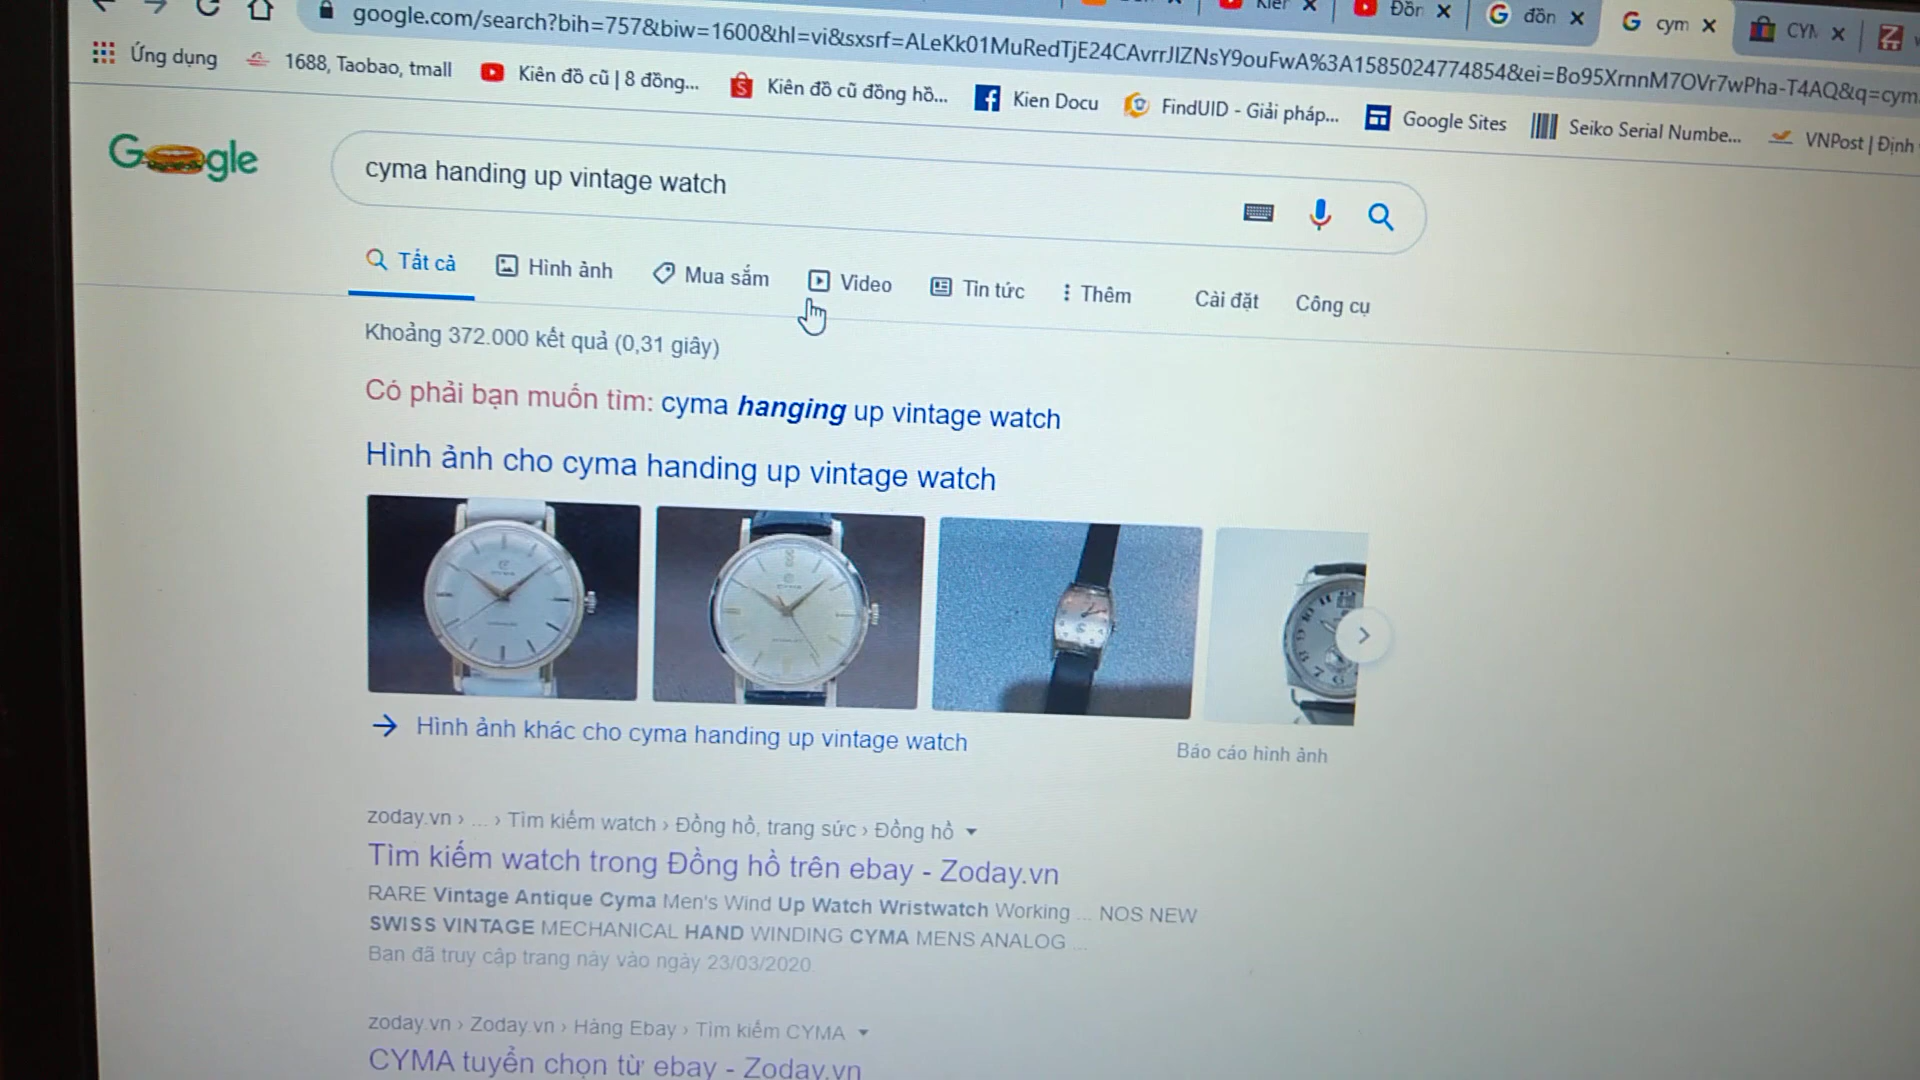 Kiên Đồn đồn cym CYM
google.com/search?bih=757&biw=1600&hl=vi&sxsrf=ALeKk01MuRedTjE24CAvrrJIZNsY9ouFwA%3A1585024774854&ei=Bo95XrnnM7OVr7wPha-T4AQ&q=cym
Ứng dụng 1688, Taobao, tmall Kiên đồ cũ | 8 đồng... Kiên đồ cũ đồng hồ... Kien Docu FindUID - Giải pháp... Google Sites Seiko Serial Numbe... VNPost | Định
Google
cyma handing up vintage watch
Tất cả Hình ảnh Mua sắm Video Tin tức Thêm Cài đặt Công cụ
Khoảng 372.000 kết quả (0,31 giây)
Có phải bạn muốn tìm: cyma hanging up vintage watch
Hình ảnh cho cyma handing up vintage watch
Hình ảnh khác cho cyma handing up vintage watch
Báo cáo hình ảnh
zoday.vn › ... › Tìm kiếm watch › Đồng hồ, trang sức › Đồng hồ
Tìm kiếm watch trong Đồng hồ trên ebay - Zoday.vn
RARE Vintage Antique Cyma Men's Wind Up Watch Wristwatch Working ... NOS NEW
SWISS VINTAGE MECHANICAL HAND WINDING CYMA MENS ANALOG ...
Bạn đã truy cập trang này vào ngày 23/03/2020.
zoday.vn › Zoday.vn › Hàng Ebay › Tìm kiếm CYMA
CYMA tuyển chọn từ ebay - Zoday.vn